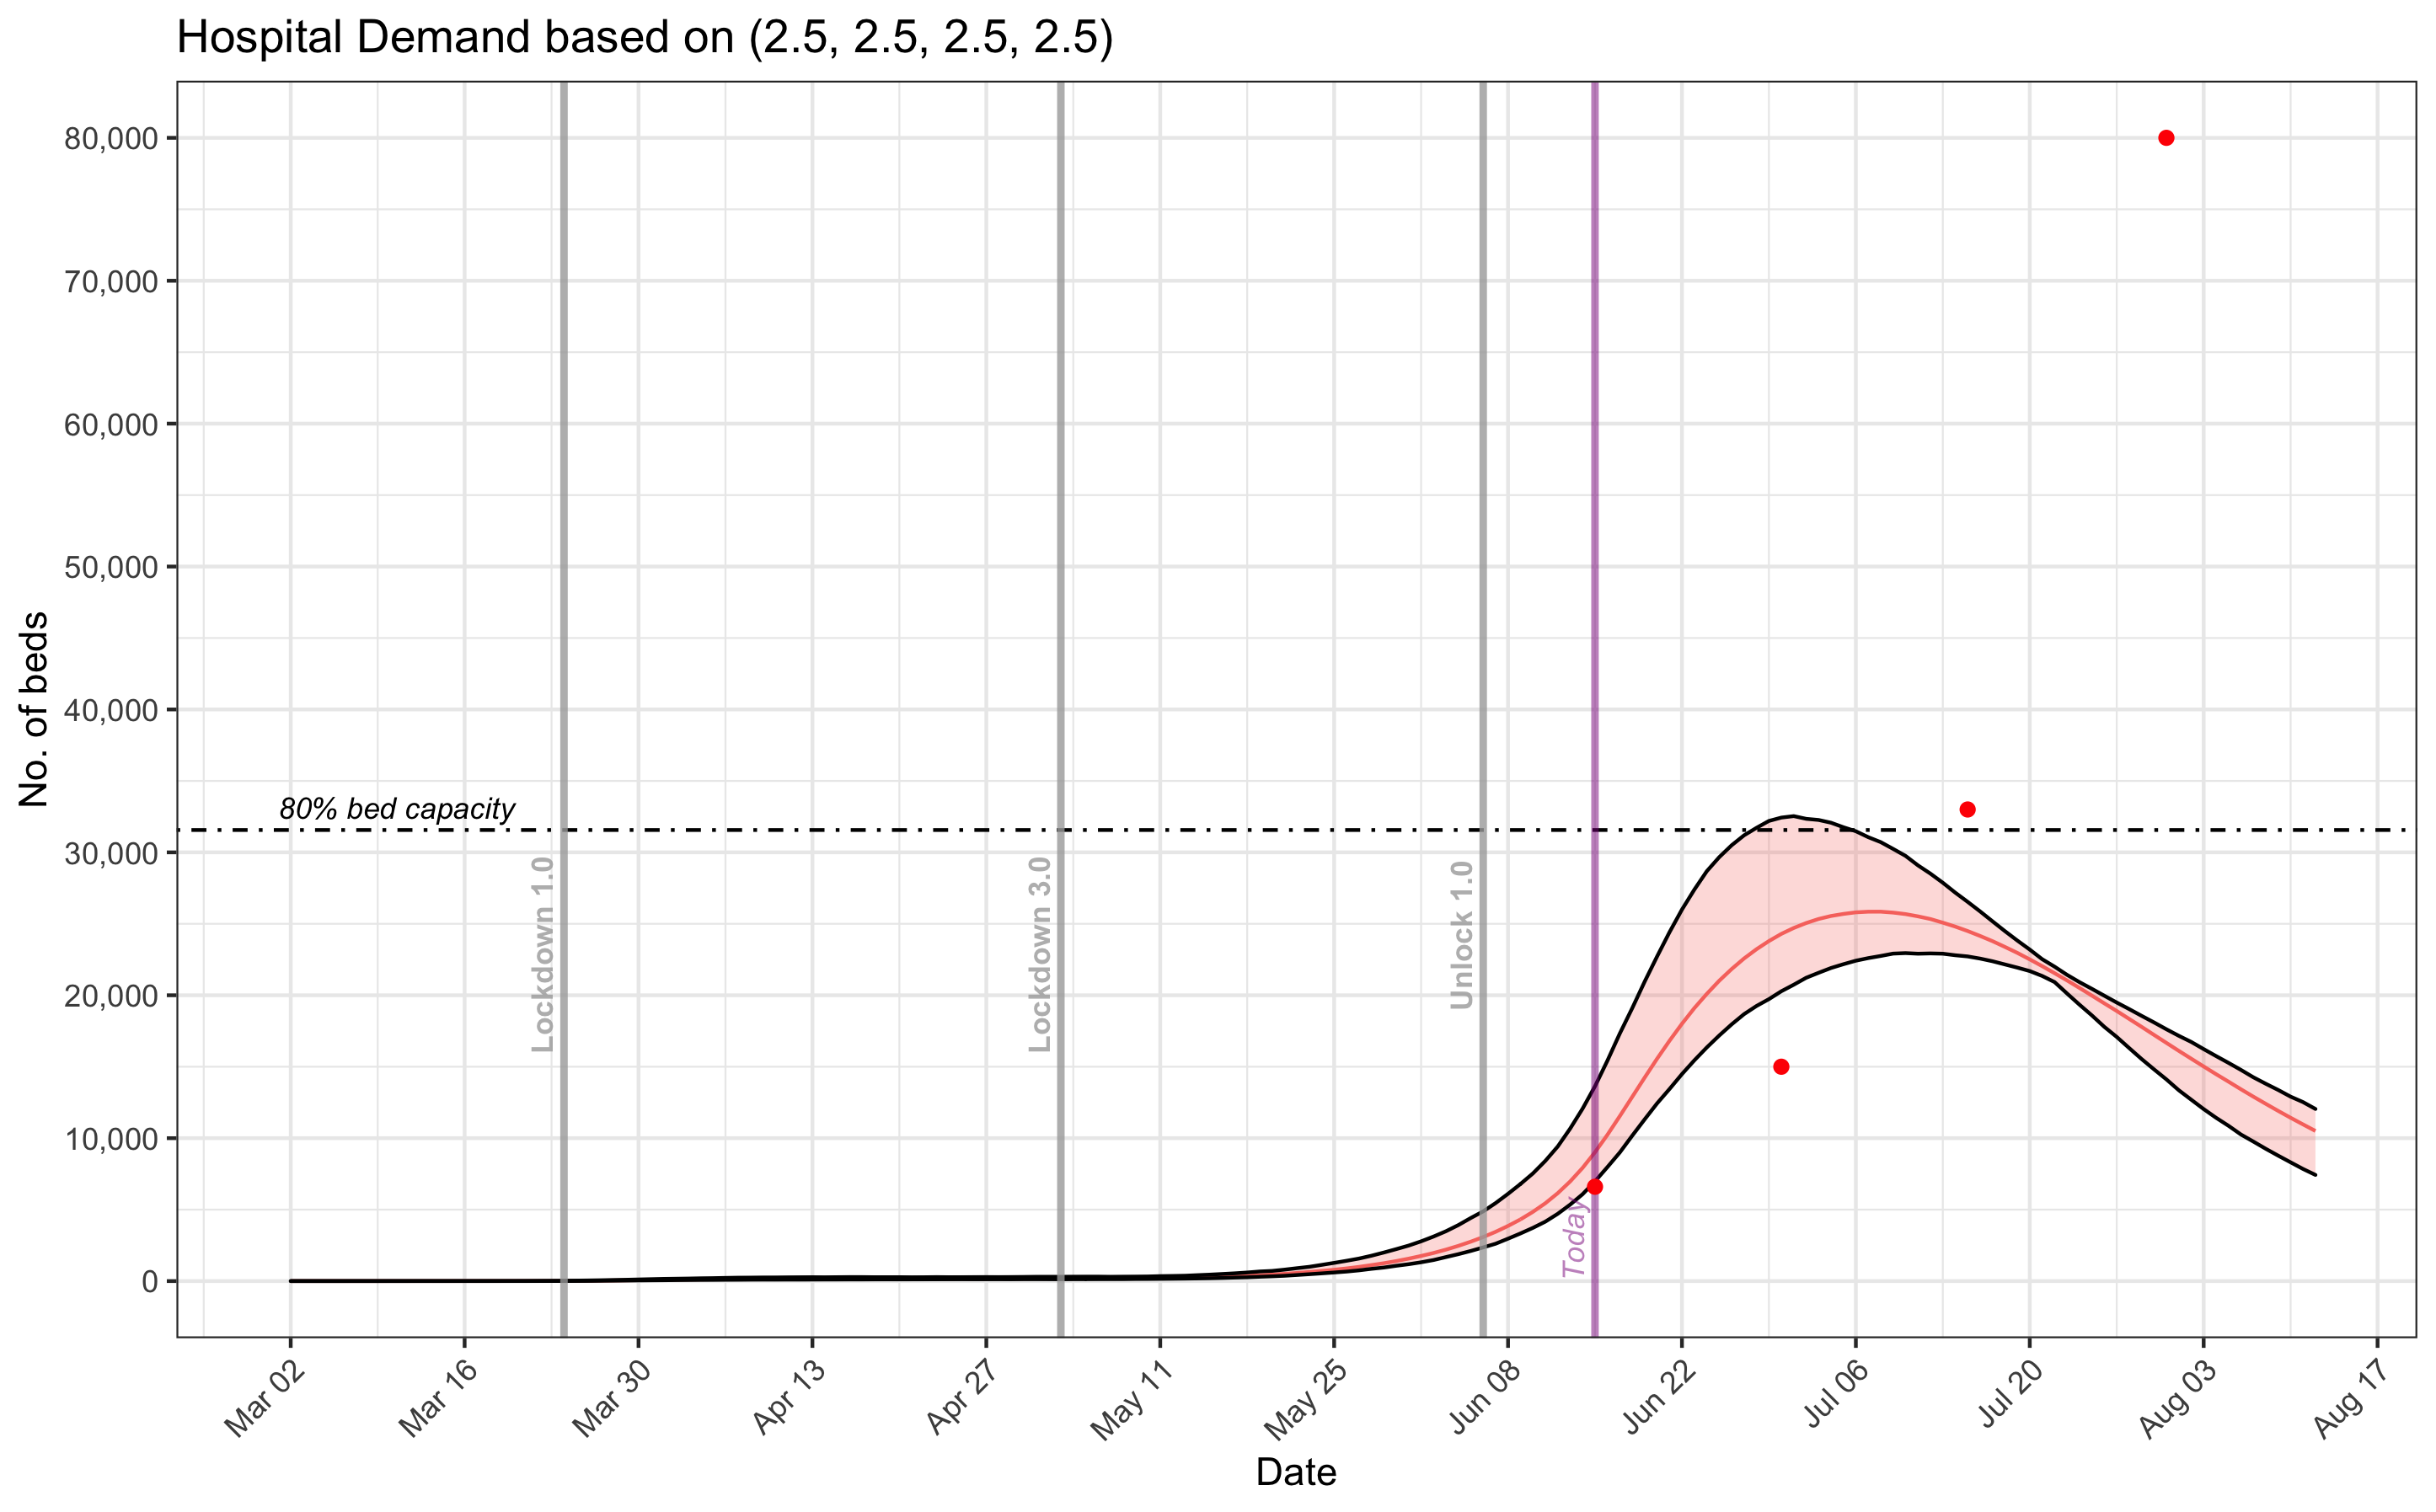 Hospital Demand based on (2.5, 2.5, 2.5, 2.5)
80,000
70,000
60,000
50,000
40,000
30,000
20,000
10,000
0
No. of beds
80% bed capacity
Lockdown 1.0
Lockdown 3.0
Unlock 1.0
Today
Mar 02
Mar 16
Mar 30
Apr 13
Apr 27
May 11
May 25
Jun 08
Jun 22
Jul 06
Jul 20
Aug 03
Aug 17
Date